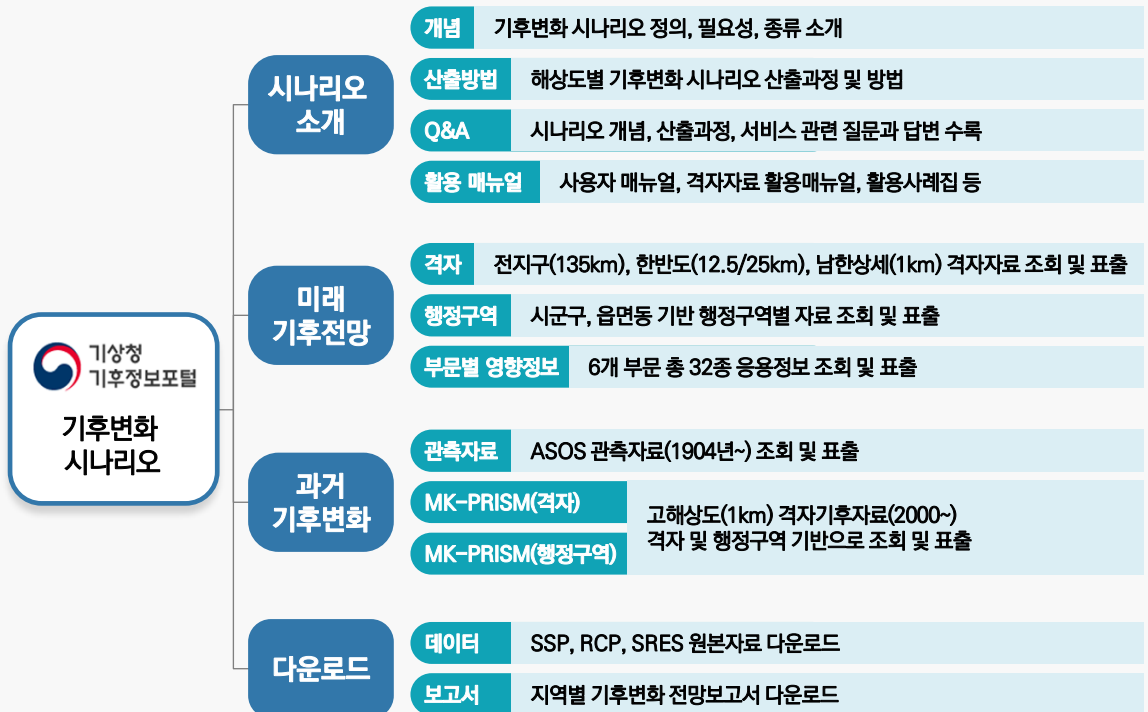 개념
기후변화 시나리오 정의, 필요성, 종류 소개
시나리오
소개
산출방법
해상도별 기후변화 시나리오 산출과정 및 방법
Q&A
시나리오 개념, 산출과정, 서비스 관련 질문과 답변 수록
활용 매뉴얼
사용자 매뉴얼, 격자자료 활용매뉴얼, 활용사례집 등
격자
전지구(135km), 한반도(12.5/25km), 남한상세(1km) 격자자료 조회 및 표출
미래
기후전망
행정구역
시군구, 읍면동 기반 행정구역별 자료 조회 및 표출
부문별 영향정보
6개 부문 총 32종 응용정보 조회 및 표출
기상청
기후정보포털
기후변화
시나리오
관측자료
ASOS 관측자료(1904년~) 조회 및 표출
과거
기후변화
MK-PRISM(격자)
MK-PRISM(행정구역)
고해상도(1km) 격자기후자료(2000~)
격자 및 행정구역 기반으로 조회 및 표출
다운로드
데이터
SSP, RCP, SRES 원본자료 다운로드
보고서
지역별 기후변화 전망보고서 다운로드